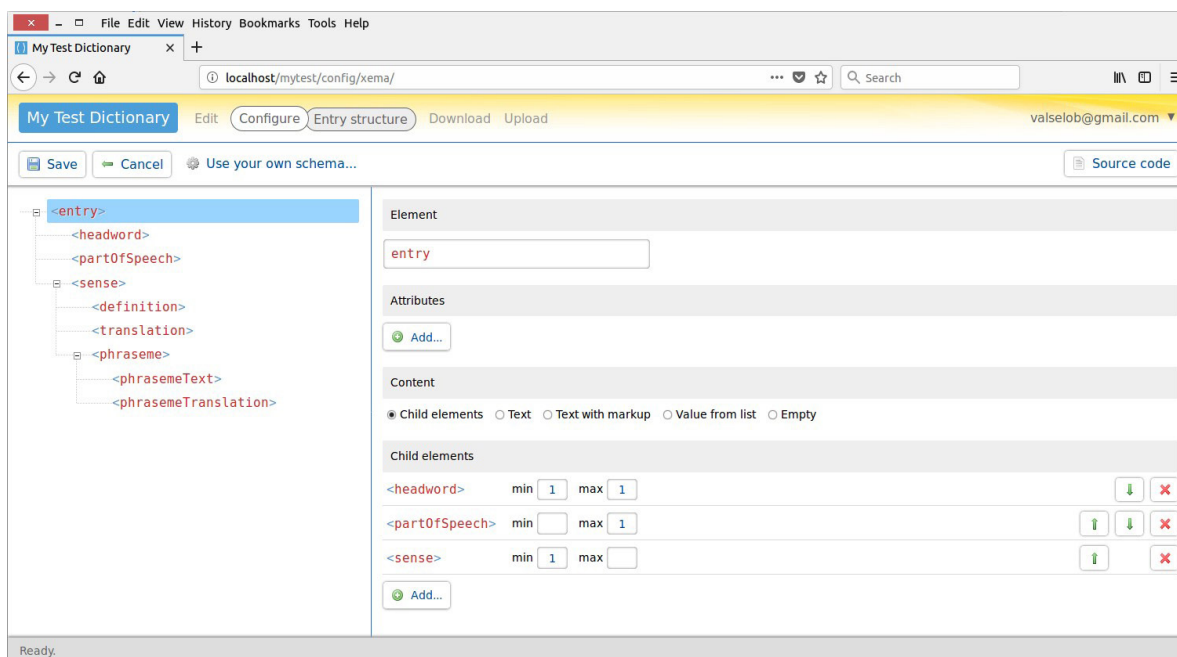 File Edit View History Bookmarks Tools Help
My Test Dictionary
localhost/mytest/config/xema/ Search
My Test Dictionary Edit Configure Entry structure Download Upload valselob@gmail.com
Save Cancel Use your own schema... Source code
<entry>
<headword>
<partOfSpeech>
<sense>
<definition>
<translation>
<phraseme>
<phrasemeText>
<phrasemeTranslation>
Element
entry
Attributes
Add...
Content
Child elements Text Text with markup Value from list Empty
Child elements
<headword> min 1 max 1
<partOfSpeech> min max 1
<sense> min 1 max
Add...
Ready.